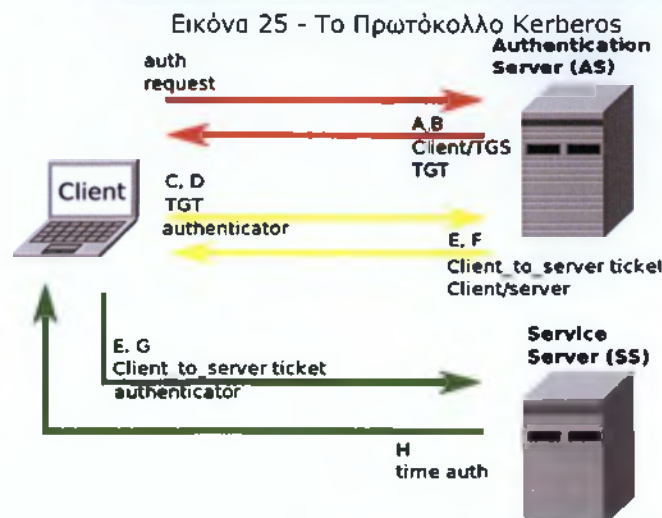 Εικόνα 25 - Το Πρωτόκολλο Kerberos
Authentication
Server (AS)
auth
request
A,B
Client/TGS
TGT
Client
C, D
TGT
authenticator
E, F
Client_to_server ticket
Client/server
E, G
Client_to_server ticket
authenticator
Service
Server (SS)
H
time auth